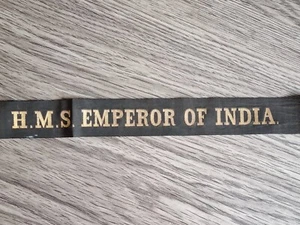 H.M.S. EMPEROR OF INDIA.